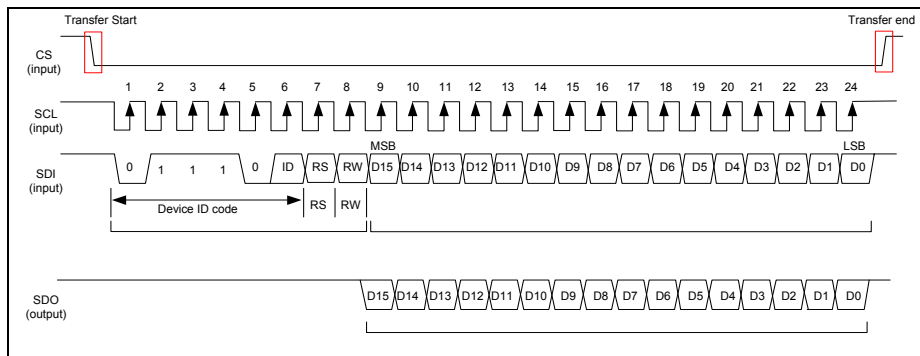 Transfer Start Transfer end
CS
(input)
1 2 3 4 5 6 7 8 9 10 11 12 13 14 15 16 17 18 19 20 21 22 23 24
SCL
(input)
MSB LSB
SDI
(input)
0 1 1 1 0 ID RS RW D15 D14 D13 D12 D11 D10 D9 D8 D7 D6 D5 D4 D3 D2 D1 D0
Device ID code RS RW
SDO
(output)
D15 D14 D13 D12 D11 D10 D9 D8 D7 D6 D5 D4 D3 D2 D1 D0